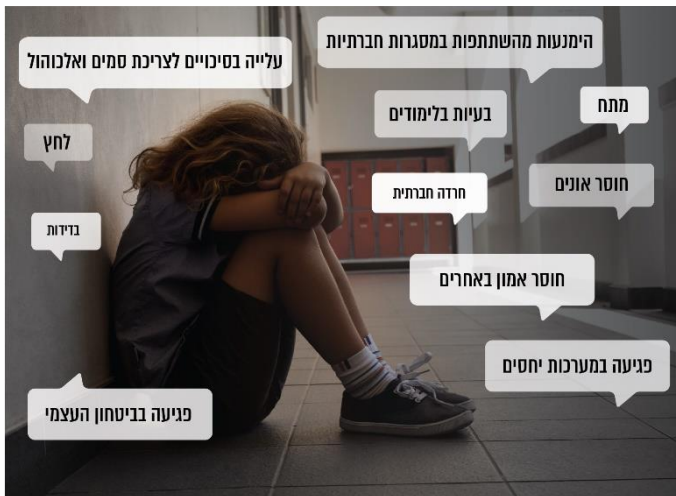 הימנעות מהשתתפות במסגרות חברתיות
עלייה בסיכויים לצריכת סמים ואלכוהול
מתח
בעיות בלימודים
לחץ
חוסר אונים
חרדה חברתית
בדידות
חוסר אמון באחרים
פגיעה במערכות יחסים
פגיעה בביטחון העצמי